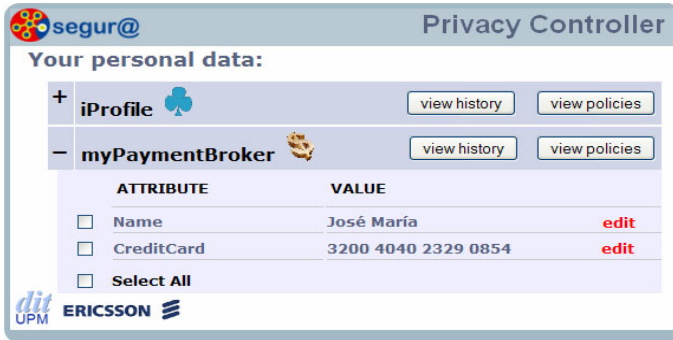 segur@ Privacy Controller
Your personal data:
+ iProfile view history view policies
– myPaymentBroker view history view policies
ATTRIBUTE VALUE
Name José María edit
CreditCard 3200 4040 2329 0854 edit
Select All
dit
UPM ERICSSON